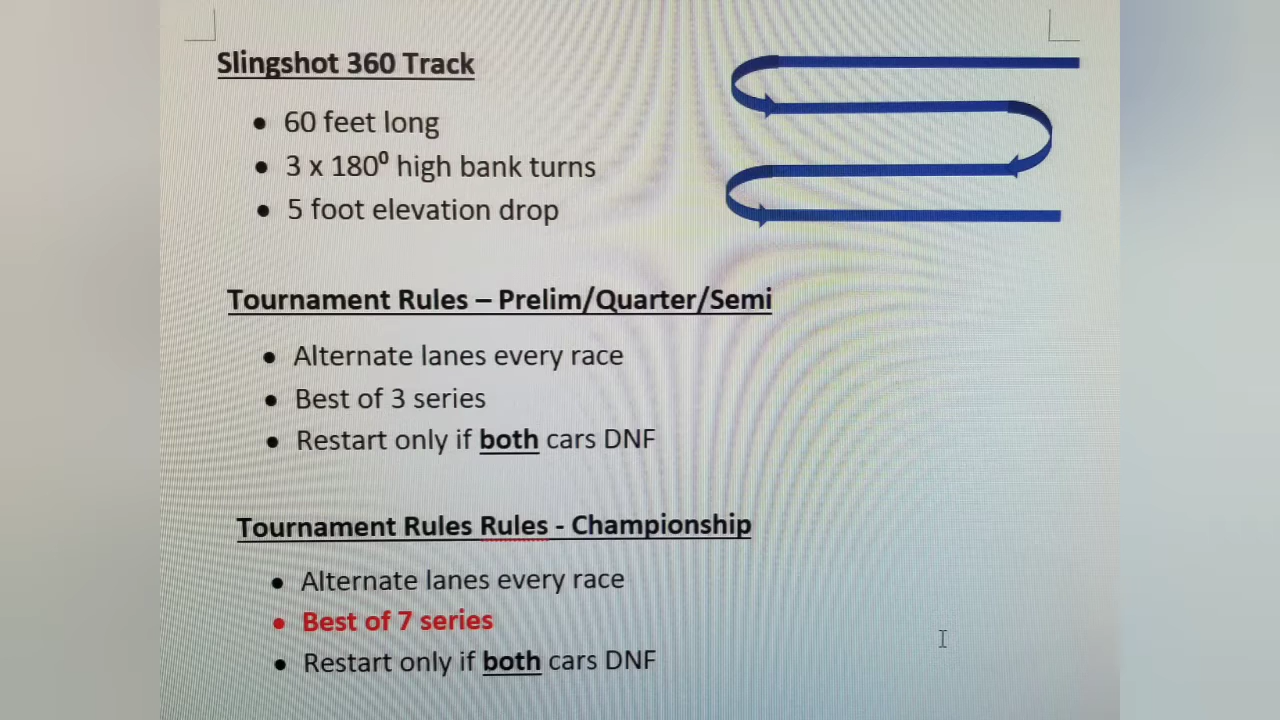 Slingshot 360 Track
• 60 feet long
• 3 x 180⁰ high bank turns
• 5 foot elevation drop
Tournament Rules – Prelim/Quarter/Semi
• Alternate lanes every race
• Best of 3 series
• Restart only if both cars DNF
Tournament Rules Rules - Championship
• Alternate lanes every race
• Best of 7 series
• Restart only if both cars DNF